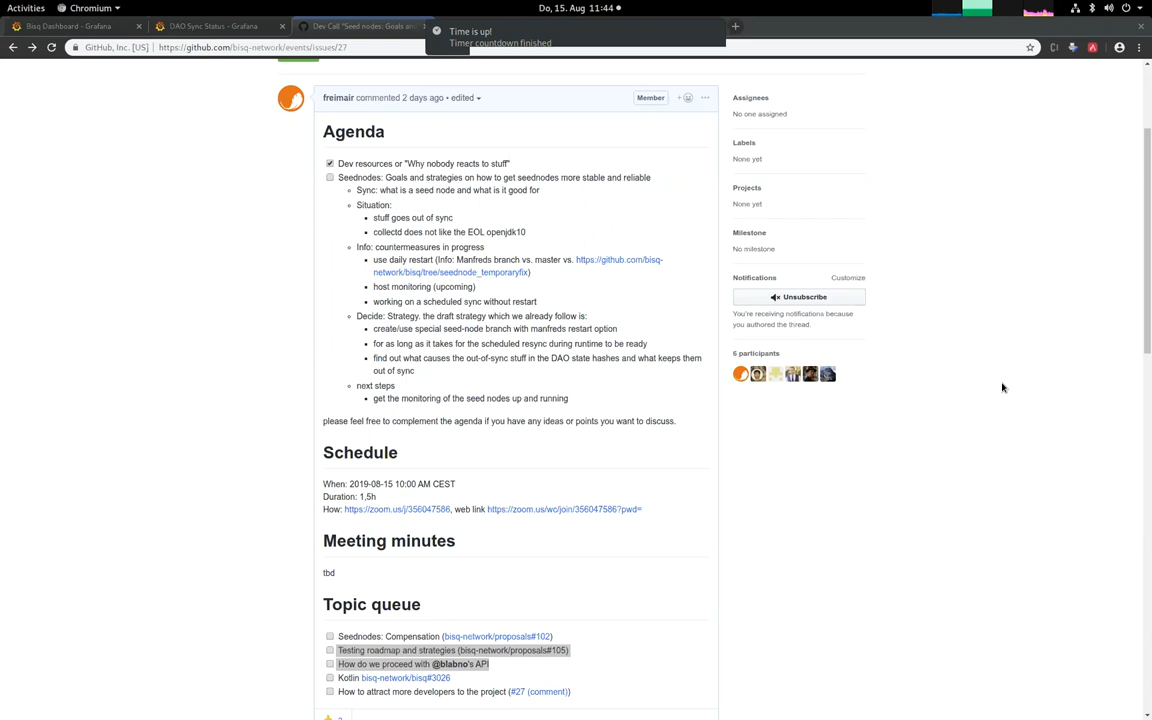 Activities Chromium Do, 15. Aug 11:44
Bisq Dashboard - Grafana
DAO Sync Status - Grafana
Dev Call "Seed nodes: Goals an
Time is up!
Timer countdown finished
GitHub, Inc. [US] https://github.com/bisq-network/events/issues/27
freimair commented 2 days ago • edited
Member
Agenda
Dev resources or "Why nobody reacts to stuff"
Seednodes: Goals and strategies on how to get seednodes more stable and reliable
Sync: what is a seed node and what is it good for
Situation:
stuff goes out of sync
collectd does not like the EOL openjdk10
Info: countermeasures in progress
use daily restart (Info: Manfreds branch vs. master vs. https://github.com/bisq-
network/bisq/tree/seednode_temporaryfix)
host monitoring (upcoming)
working on a scheduled sync without restart
Decide: Strategy. the draft strategy which we already follow is:
create/use special seed-node branch with manfreds restart option
for as long as it takes for the scheduled resync during runtime to be ready
find out what causes the out-of-sync stuff in the DAO state hashes and what keeps them
out of sync
next steps
get the monitoring of the seed nodes up and running
please feel free to complement the agenda if you have any ideas or points you want to discuss.
Schedule
When: 2019-08-15 10:00 AM CEST
Duration: 1,5h
How: https://zoom.us/j/356047586, web link https://zoom.us/wc/join/356047586?pwd=
Meeting minutes
tbd
Topic queue
Seednodes: Compensation (bisq-network/proposals#102)
Testing roadmap and strategies (bisq-network/proposals#105)
How do we proceed with @blabno's API
Kotlin bisq-network/bisq#3026
How to attract more developers to the project (#27 (comment))
Assignees
No one assigned
Labels
None yet
Projects
None yet
Milestone
No milestone
Notifications Customize
Unsubscribe
You're receiving notifications because
you authored the thread.
6 participants